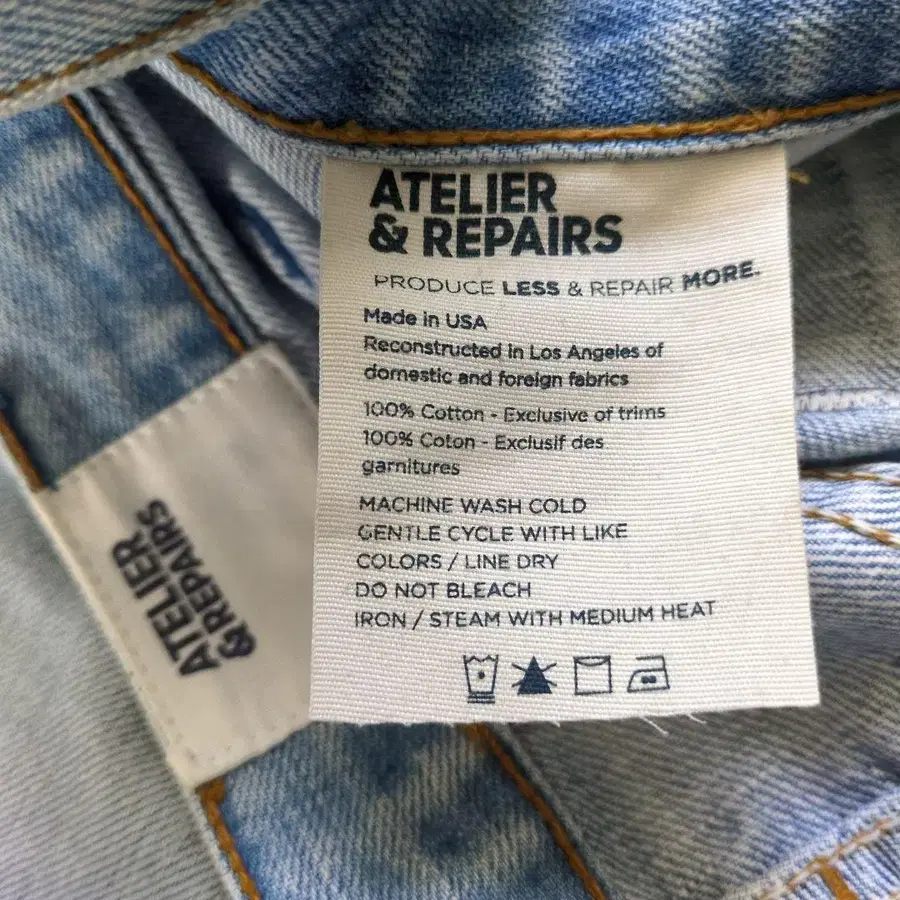 ATELIER
& REPAIRS
PRODUCE LESS & REPAIR MORE.
Made in USA
Reconstructed in Los Angeles of
domestic and foreign fabrics
100% Cotton - Exclusive of trims
100% Coton - Exclusif des
garnitures
MACHINE WASH COLD
GENTLE CYCLE WITH LIKE
COLORS / LINE DRY
DO NOT BLEACH
IRON / STEAM WITH MEDIUM HEAT
ATELIER
& REPAIRS